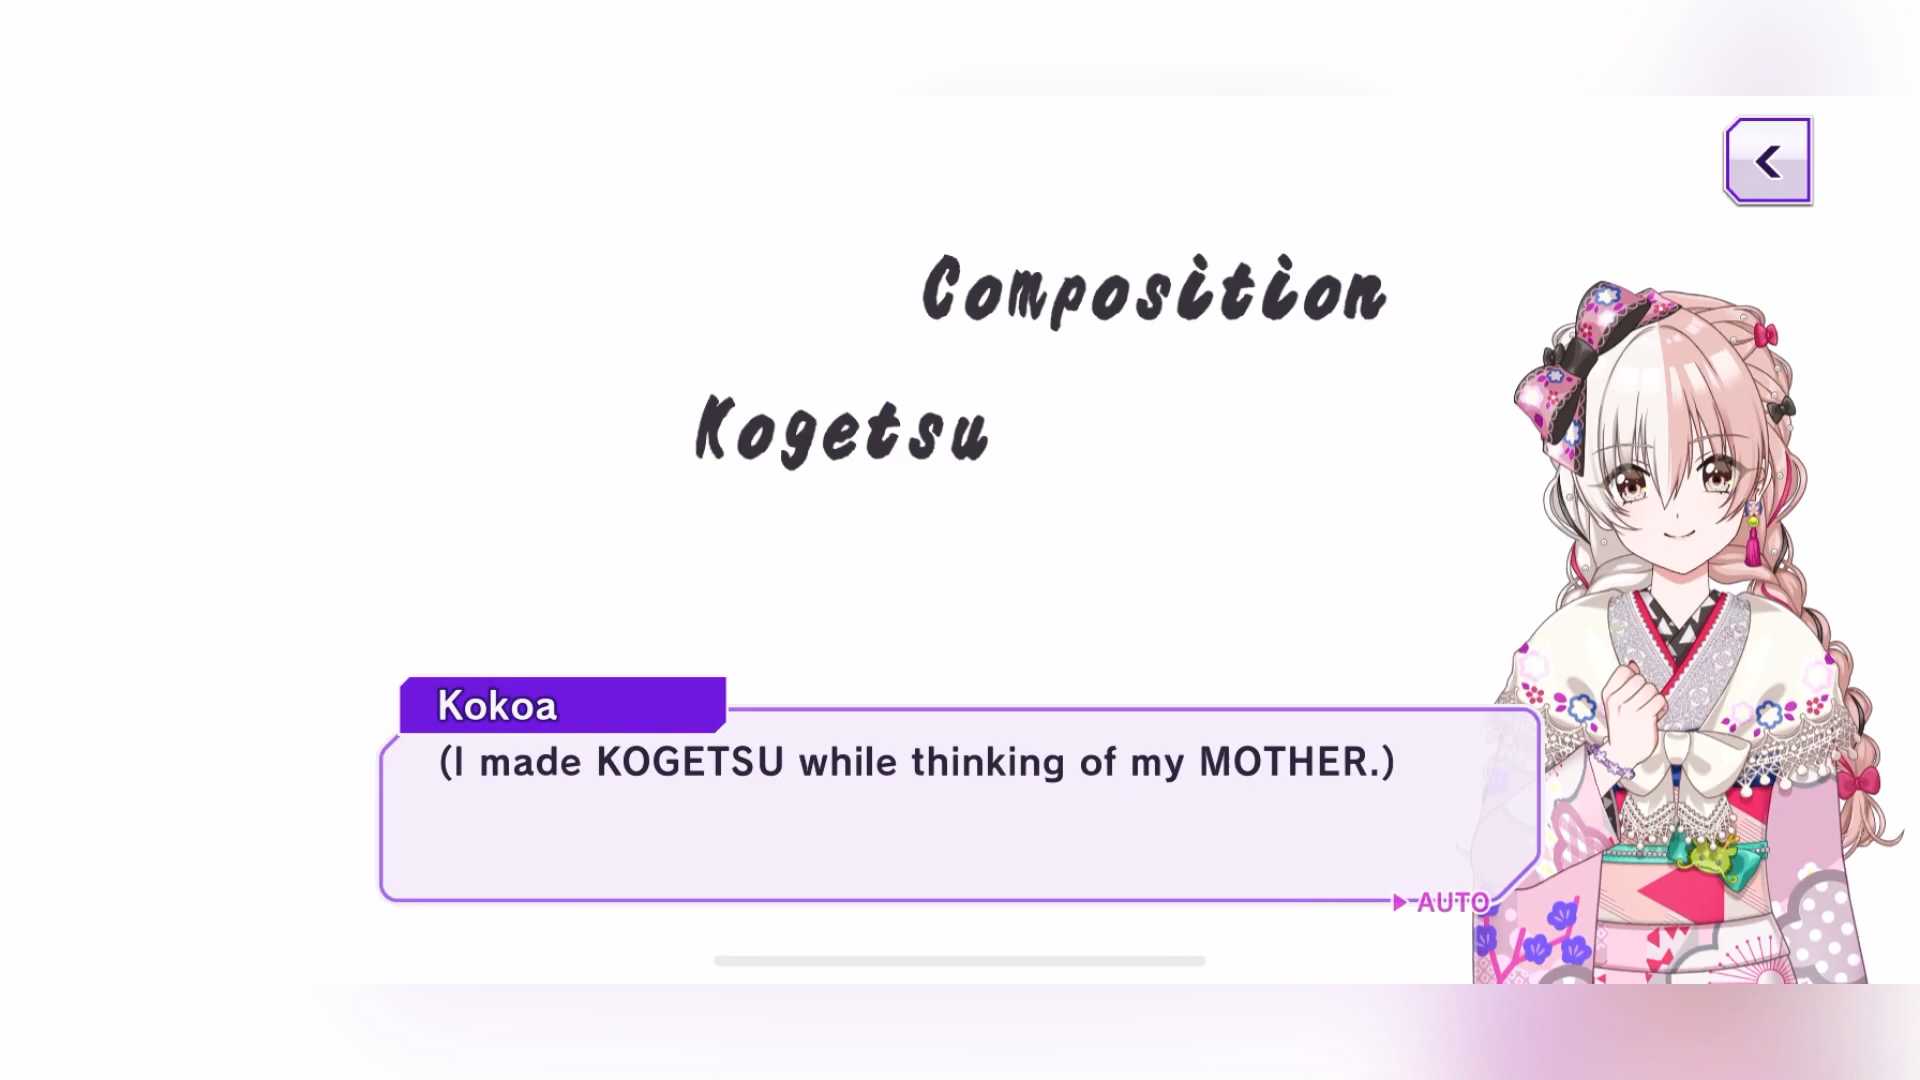 Composition
Kogetsu
Kokoa
(I made KOGETSU while thinking of my MOTHER.)
AUTO